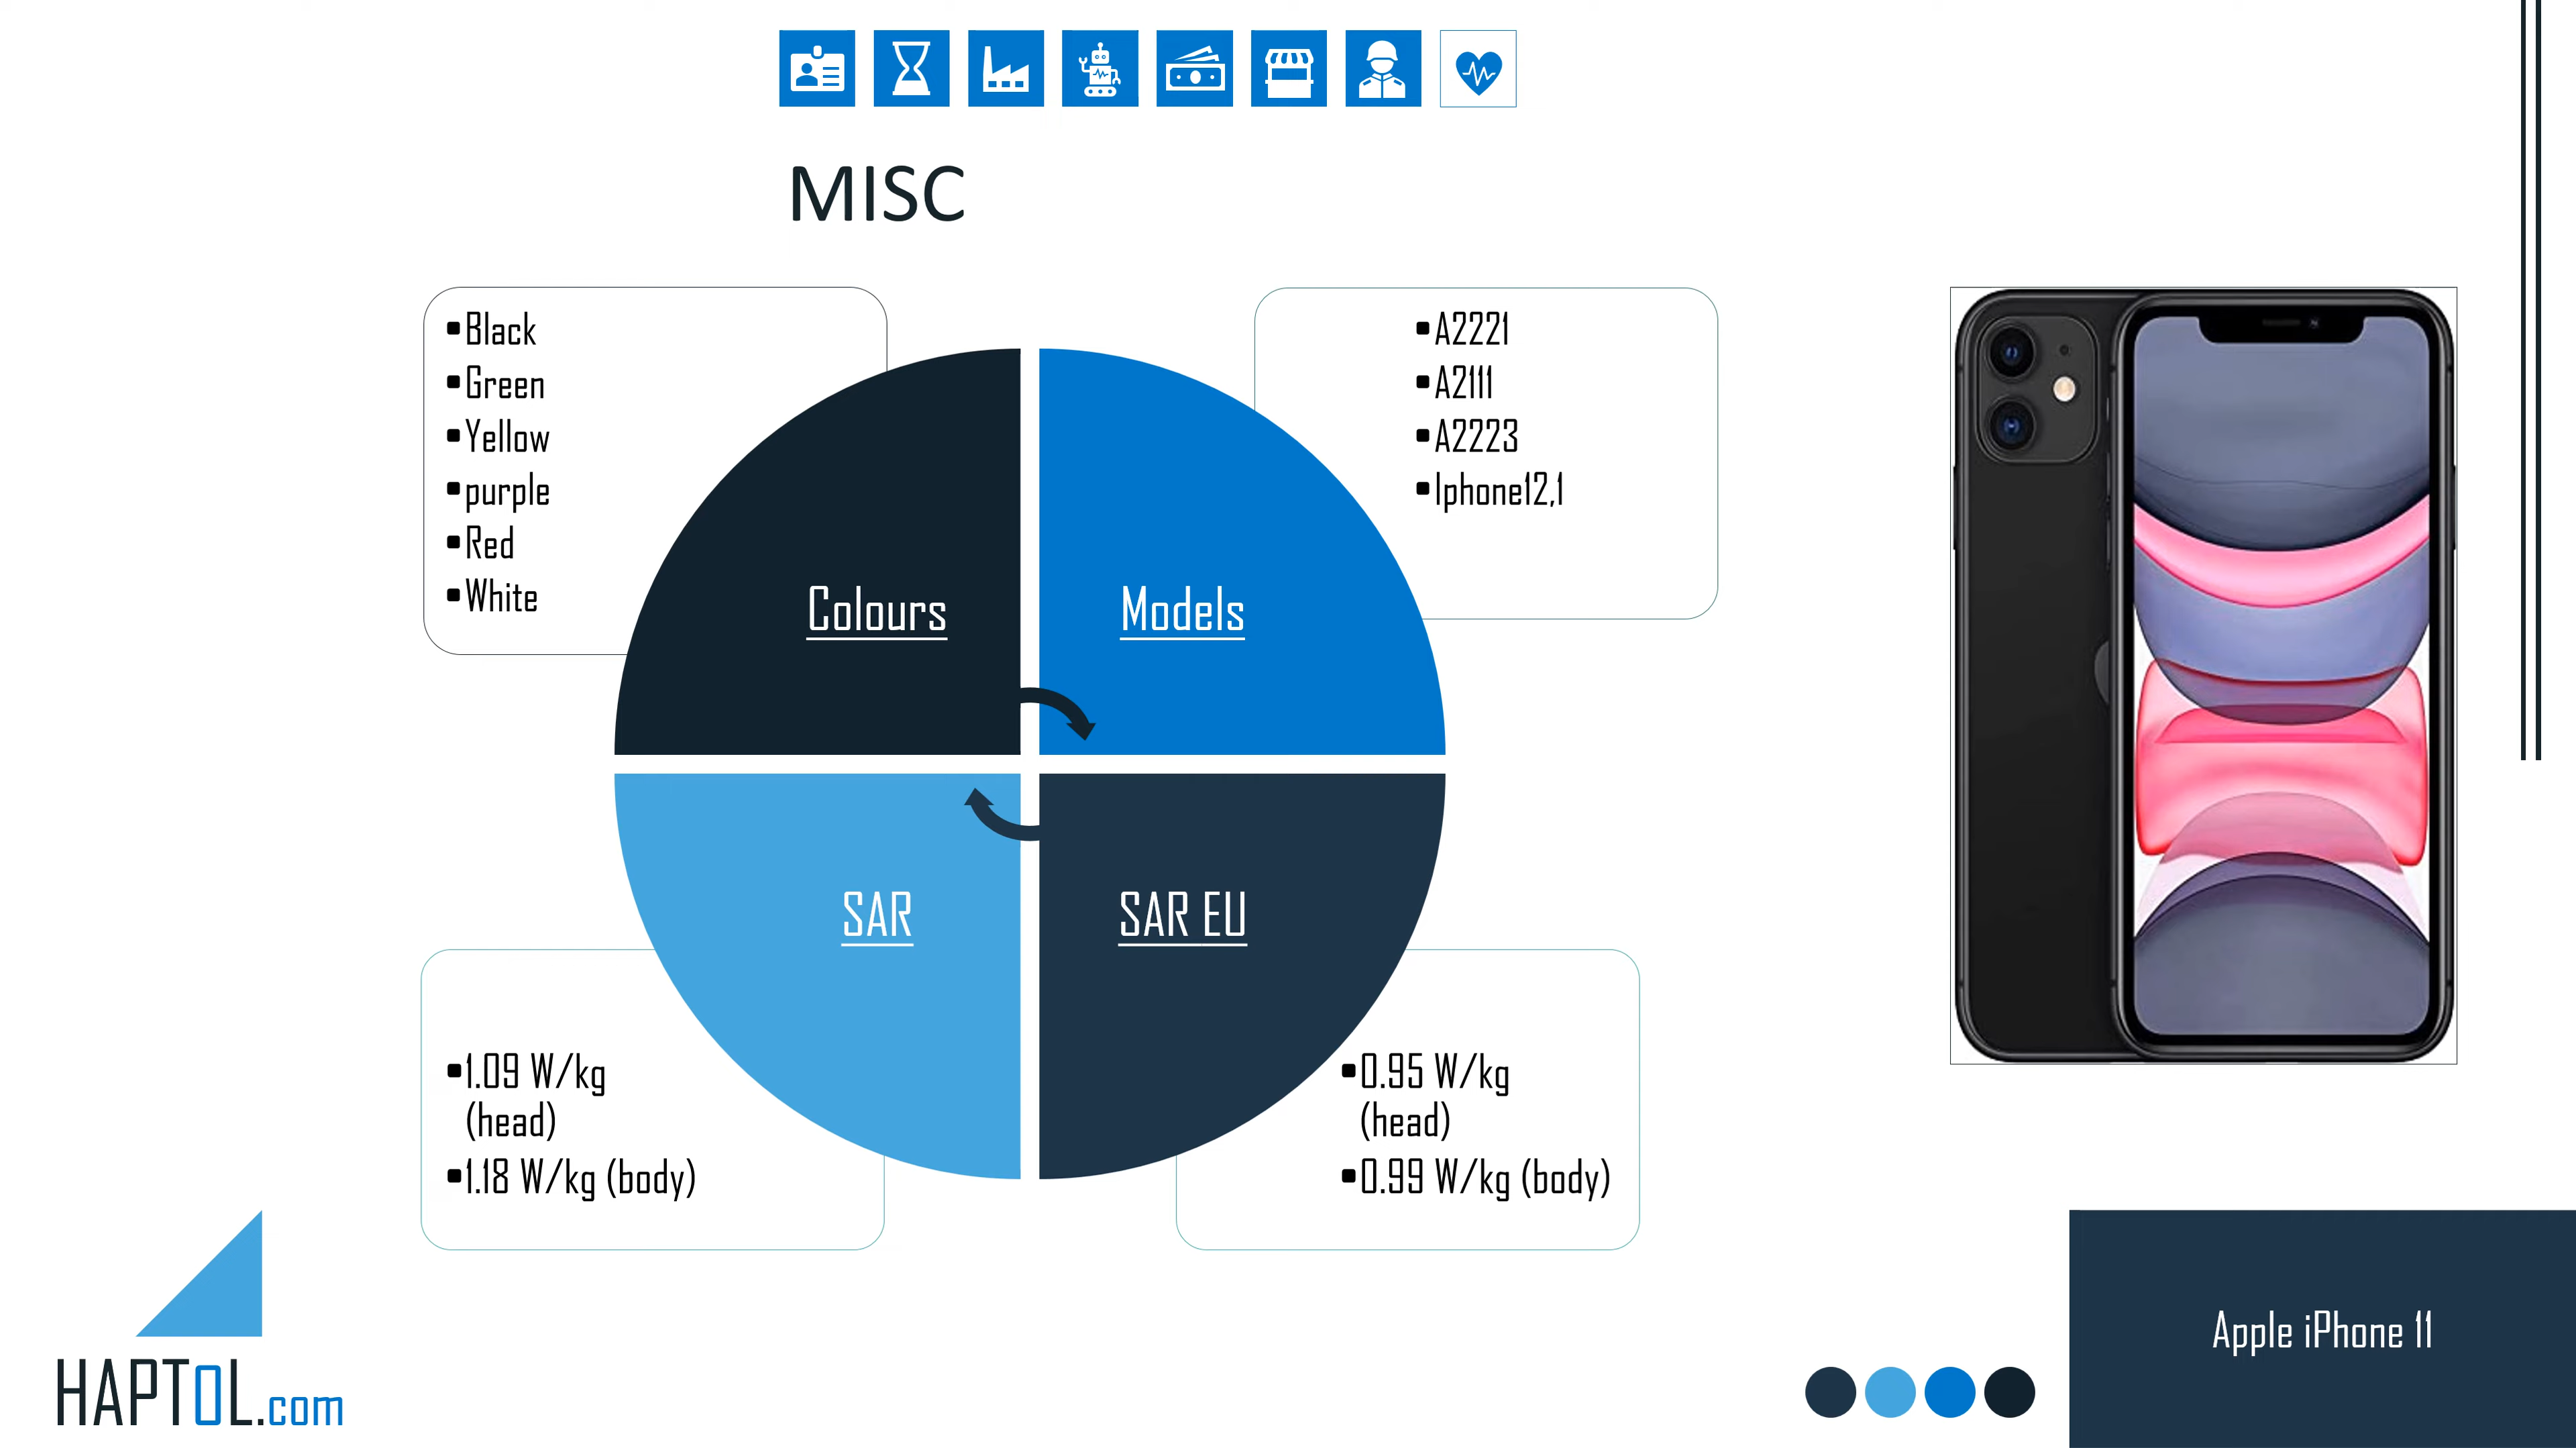 MISC
Black
Green
Yellow
purple
Red
White
A2221
A2111
A2223
Iphone12,1
Colours
Models
SAR
SAR EU
1.09 W/kg
(head)
1.18 W/kg (body)
0.95 W/kg
(head)
0.99 W/kg (body)
HAPTOL.com
Apple iPhone 11